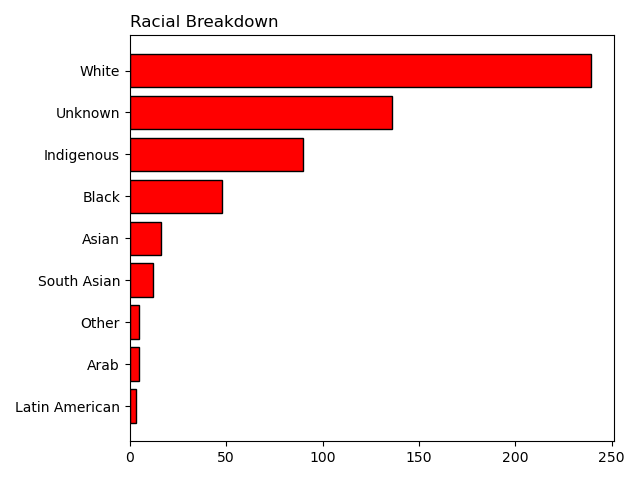 Racial Breakdown
White
Unknown
Indigenous
Black
Asian
South Asian
Other
Arab
Latin American
0 50 100 150 200 250